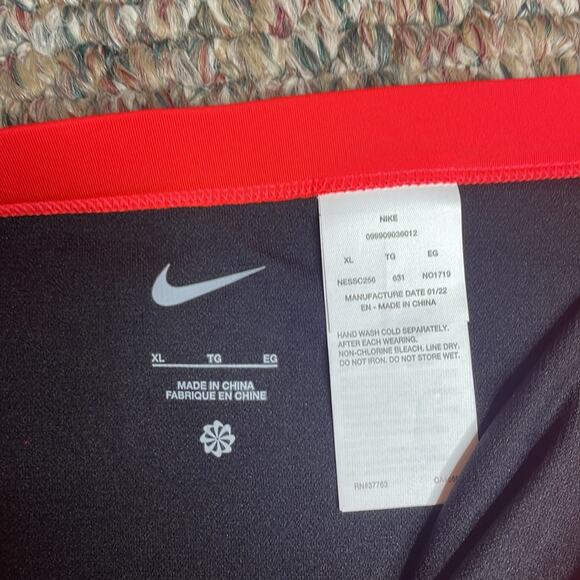 NIKE
099909036012
XL TG EG
NESSC256 631 NO1719
MANUFACTURE DATE 01/22
EN - MADE IN CHINA
HAND WASH COLD SEPARATELY.
AFTER EACH WEARING.
NON-CHLORINE BLEACH. LINE DRY.
DO NOT IRON. DO NOT STORE WET.
RN#37763
XL TG EG
MADE IN CHINA
FABRIQUE EN CHINE